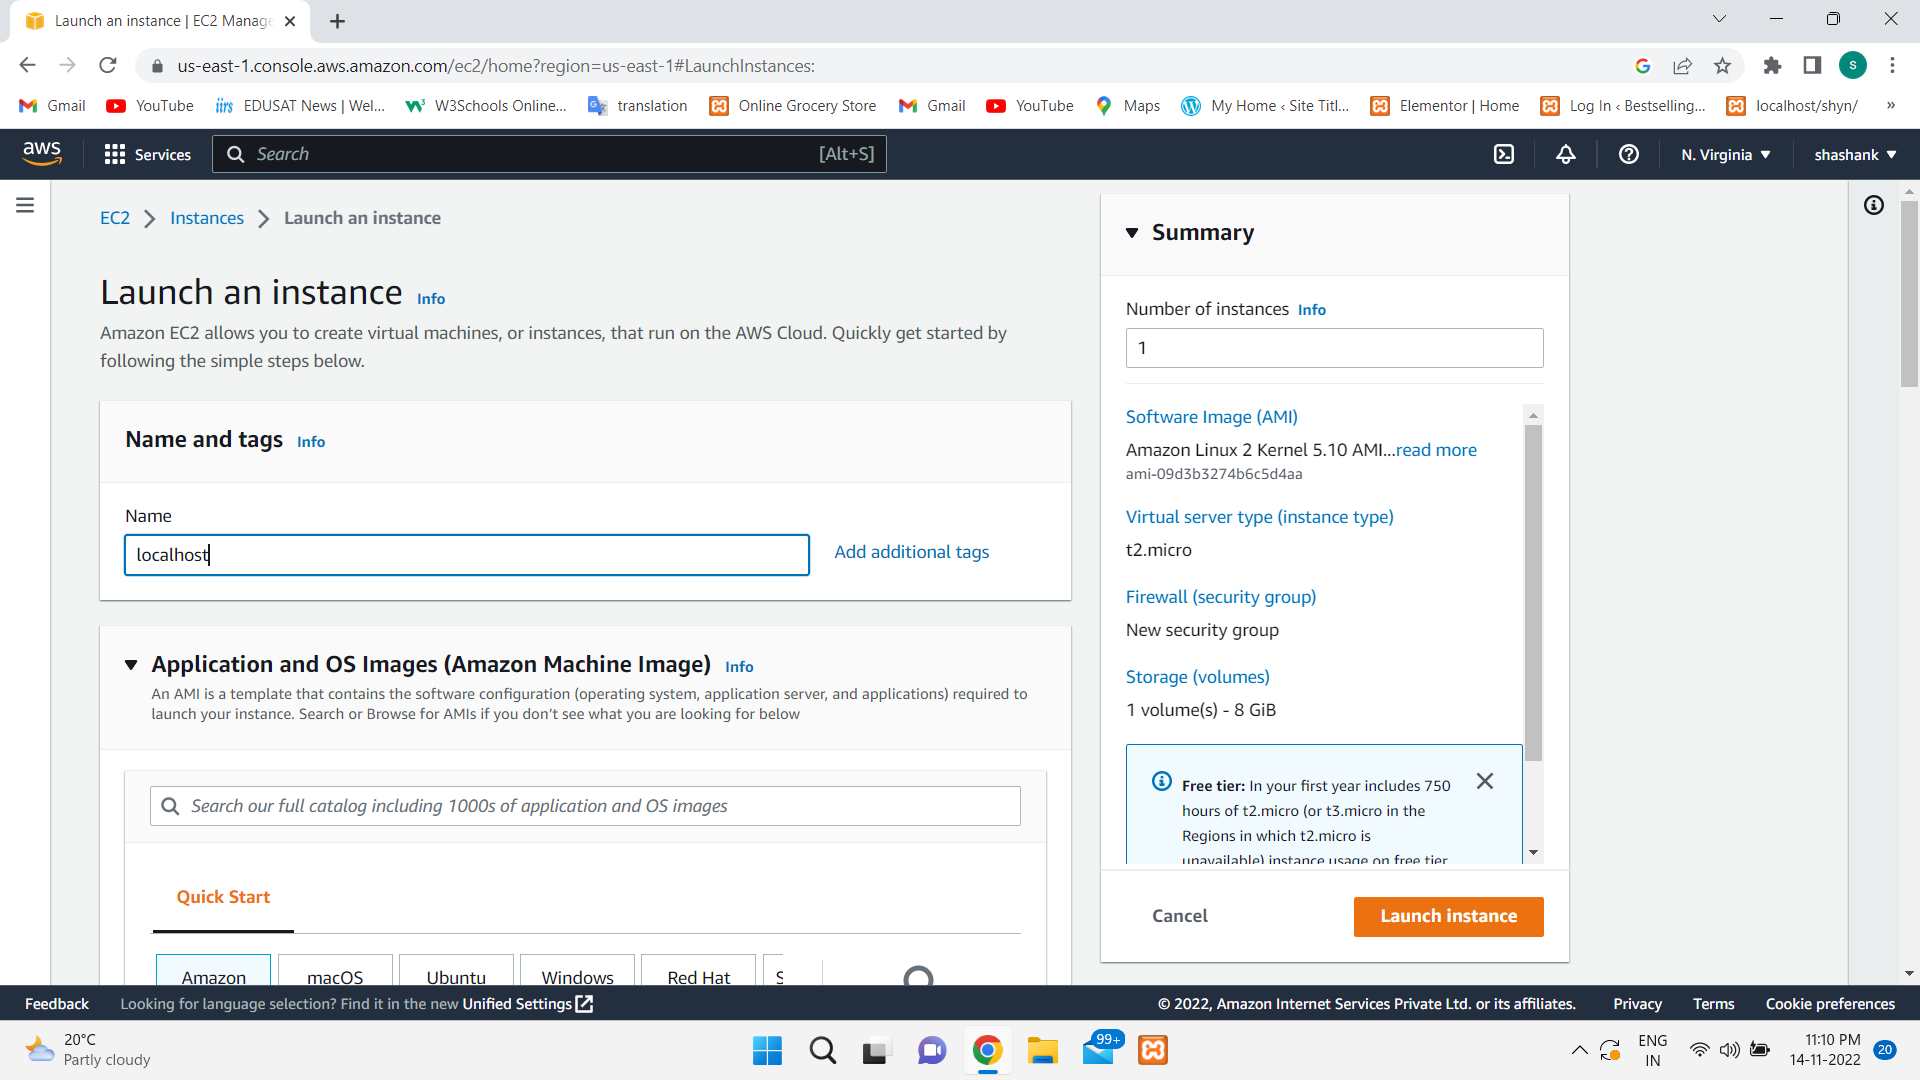 Launch an instance | EC2 Manage
us-east-1.console.aws.amazon.com/ec2/home?region=us-east-1#LaunchInstances:
S
Gmail
YouTube
EDUSAT News | Wel...
W3Schools Online...
translation
Online Grocery Store
Gmail
YouTube
Maps
My Home ‹ Site Titl...
Elementor | Home
Log In ‹ Bestselling...
localhost/shyn/
»
aws
Services
Search
[Alt+S]
N. Virginia
shashank
EC2
Instances
Launch an instance
Launch an instance Info
Amazon EC2 allows you to create virtual machines, or instances, that run on the AWS Cloud. Quickly get started by
following the simple steps below.
Name and tags Info
Name
localhost
Add additional tags
Application and OS Images (Amazon Machine Image) Info
An AMI is a template that contains the software configuration (operating system, application server, and applications) required to
launch your instance. Search or Browse for AMIs if you don't see what you are looking for below
Search our full catalog including 1000s of application and OS images
Quick Start
Amazon
macOS
Ubuntu
Windows
Red Hat
S
Summary
Number of instances Info
1
Software Image (AMI)
Amazon Linux 2 Kernel 5.10 AMI...read more
ami-09d3b3274b6c5d4aa
Virtual server type (instance type)
t2.micro
Firewall (security group)
New security group
Storage (volumes)
1 volume(s) - 8 GiB
Free tier: In your first year includes 750
hours of t2.micro (or t3.micro in the
Regions in which t2.micro is
unavailable) instance usage on free tier
Cancel
Launch instance
Feedback
Looking for language selection? Find it in the new Unified Settings
© 2022, Amazon Internet Services Private Ltd. or its affiliates.
Privacy
Terms
Cookie preferences
20°C
Partly cloudy
99+
ENG
IN
11:10 PM
14-11-2022
20